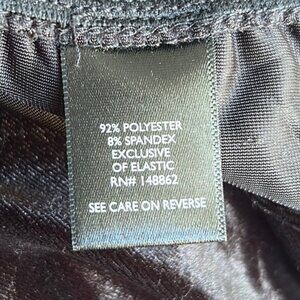 92% POLYESTER
8% SPANDEX
EXCLUSIVE
OF ELASTIC
RN# 148862
SEE CARE ON REVERSE